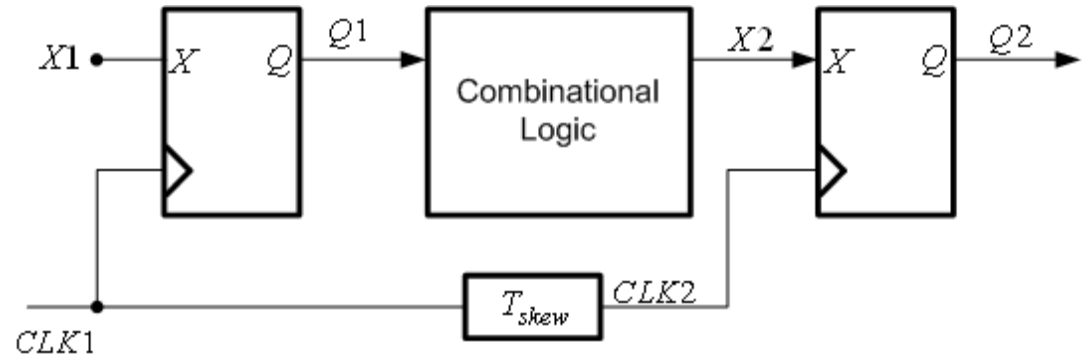 X1
X
Q
Q1
Combinational
Logic
X2
X
Q
Q2
T_skew
CLK2
CLK1